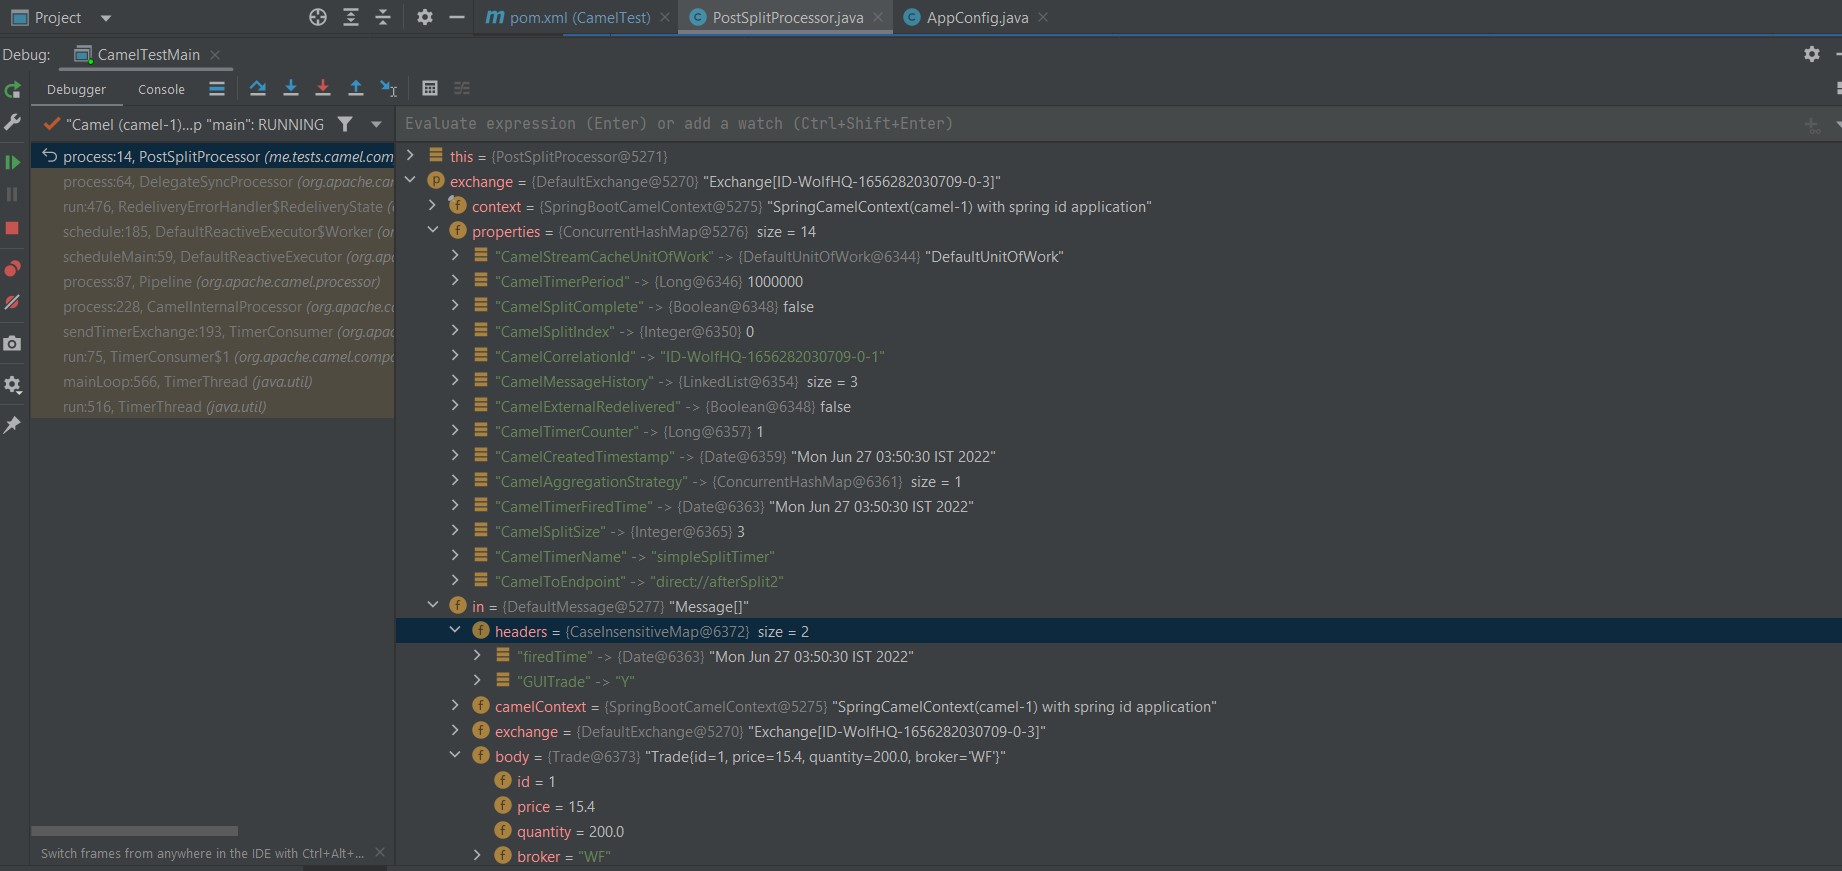 Project
pom.xml (CamelTest)
PostSplitProcessor.java
AppConfig.java
Debug:
CamelTestMain
Debugger
Console
"Camel (camel-1)...p "main": RUNNING
Evaluate expression (Enter) or add a watch (Ctrl+Shift+Enter)
process:14, PostSplitProcessor (me.tests.camel.com
process:64, DelegateSyncProcessor (org.apache.car
run:476, RedeliveryErrorHandler$RedeliveryState (
schedule:185, DefaultReactiveExecutor$Worker (or
scheduleMain:59, DefaultReactiveExecutor (org.apa
process:87, Pipeline (org.apache.camel.processor)
process:228, CamelInternalProcessor (org.apache.c
sendTimerExchange:193, TimerConsumer (org.apac
run:75, TimerConsumer$1 (org.apache.camel.compo
mainLoop:566, TimerThread (java.util)
run:516, TimerThread (java.util)
Switch frames from anywhere in the IDE with Ctrl+Alt+...
this = {PostSplitProcessor@5271}
exchange = {DefaultExchange@5270} "Exchange[ID-WolfHQ-1656282030709-0-3]"
context = {SpringBootCamelContext@5275} "SpringCamelContext(camel-1) with spring id application"
properties = {ConcurrentHashMap@5276} size = 14
"CamelStreamCacheUnitOfWork" -> {DefaultUnitOfWork@6344} "DefaultUnitOfWork"
"CamelTimerPeriod" -> {Long@6346} 1000000
"CamelSplitComplete" -> {Boolean@6348} false
"CamelSplitIndex" -> {Integer@6350} 0
"CamelCorrelationId" -> "ID-WolfHQ-1656282030709-0-1"
"CamelMessageHistory" -> {LinkedList@6354} size = 3
"CamelExternalRedelivered" -> {Boolean@6348} false
"CamelTimerCounter" -> {Long@6357} 1
"CamelCreatedTimestamp" -> {Date@6359} "Mon Jun 27 03:50:30 IST 2022"
"CamelAggregationStrategy" -> {ConcurrentHashMap@6361} size = 1
"CamelTimerFiredTime" -> {Date@6363} "Mon Jun 27 03:50:30 IST 2022"
"CamelSplitSize" -> {Integer@6365} 3
"CamelTimerName" -> "simpleSplitTimer"
"CamelToEndpoint" -> "direct://afterSplit2"
in = {DefaultMessage@5277} "Message[]"
headers = {CaseInsensitiveMap@6372} size = 2
"firedTime" -> {Date@6363} "Mon Jun 27 03:50:30 IST 2022"
"GUITrade" -> "Y"
camelContext = {SpringBootCamelContext@5275} "SpringCamelContext(camel-1) with spring id application"
exchange = {DefaultExchange@5270} "Exchange[ID-WolfHQ-1656282030709-0-3]"
body = {Trade@6373} "Trade{id=1, price=15.4, quantity=200.0, broker='WF'}"
id = 1
price = 15.4
quantity = 200.0
broker = "WF"